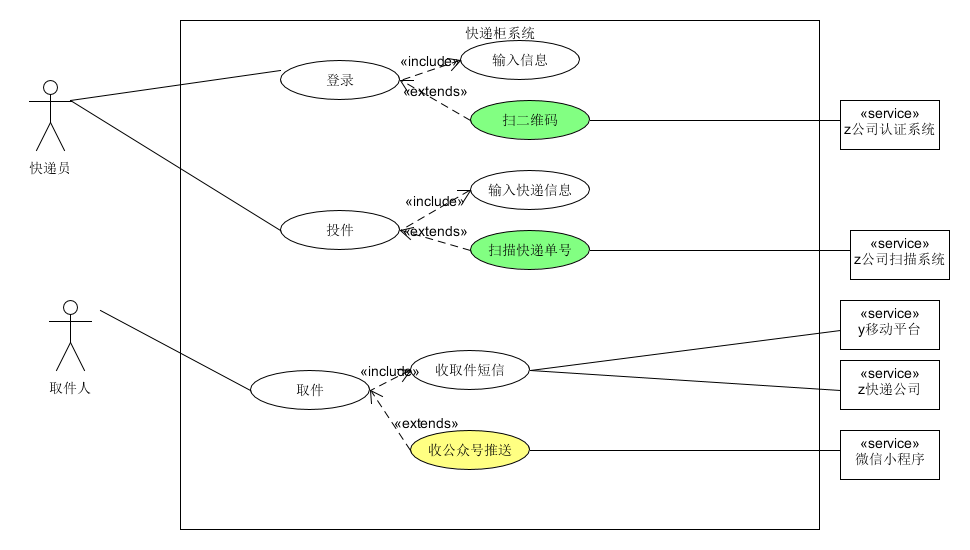 快递柜系统
«include»
输入信息
登录
«extends»
扫二维码
«service»
z公司认证系统
快递员
输入快递信息
«include»
投件
«extends»
扫描快递单号
«service»
z公司扫描系统
«service»
y移动平台
取件人
«include»
收取件短信
取件
«service»
z快递公司
«extends»
收公众号推送
«service»
微信小程序